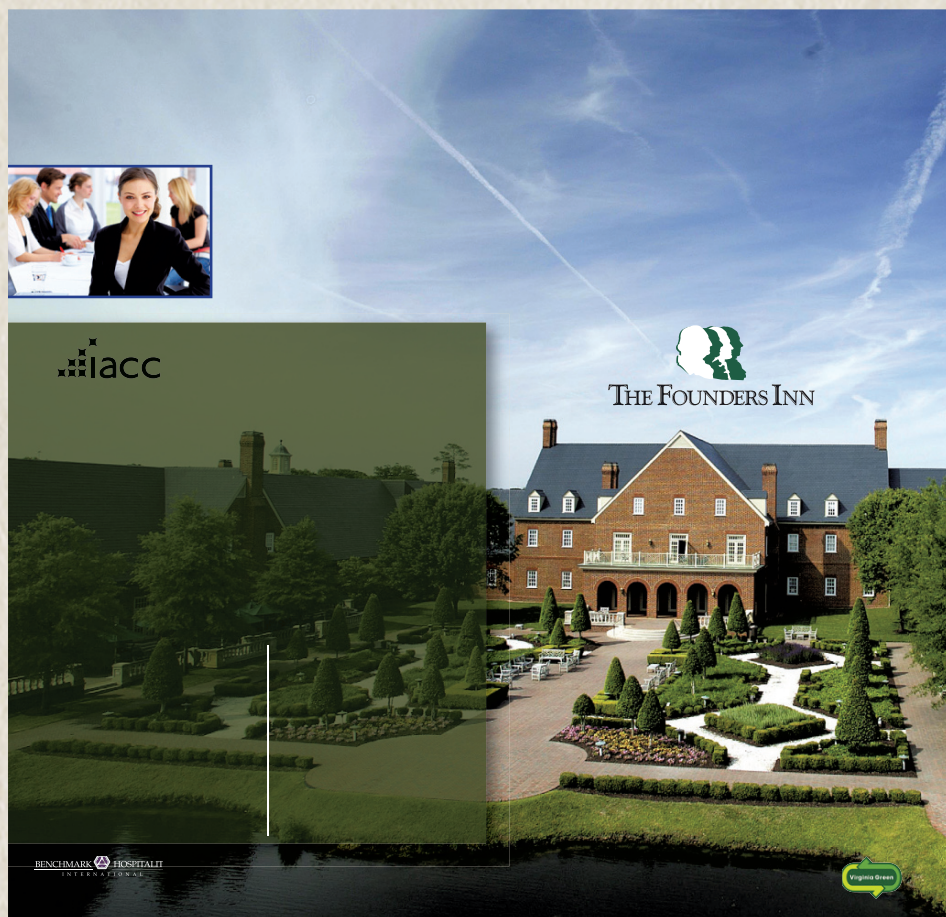 iacc
THE FOUNDERS INN
BENCHMARK HOSPITALIT
INTERNATIONAL
Virginia Green